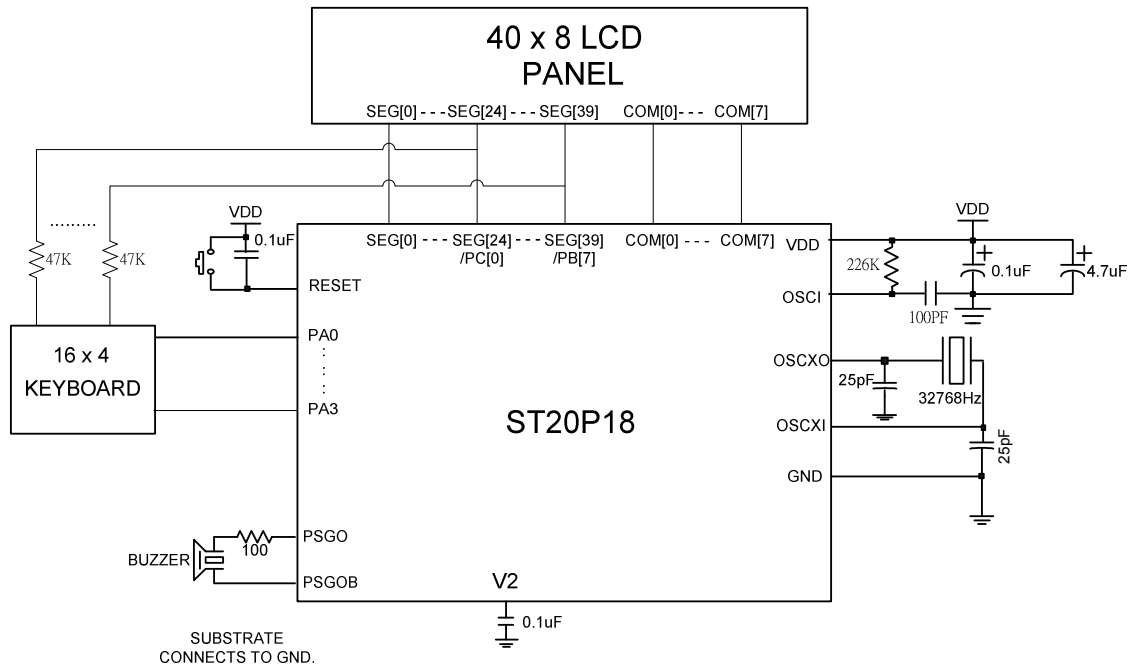 40 x 8 LCD
PANEL
SEG[0] - - - SEG[24] - - - SEG[39] COM[0] - - - COM[7]
.........
VDD
0.1uF
47K
47K
SEG[0] - - - SEG[24] - - - SEG[39] COM[0] - - - COM[7]
/PC[0] /PB[7]
VDD
VDD
226K
+
0.1uF
+
4.7uF
RESET
OSCI
100PF
16 x 4
KEYBOARD
PA0
PA3
ST20P18
OSCXO
25pF
32768Hz
OSCXI
25pF
GND
BUZZER
100
PSGO
PSGOB
V2
0.1uF
SUBSTRATE
CONNECTS TO GND.